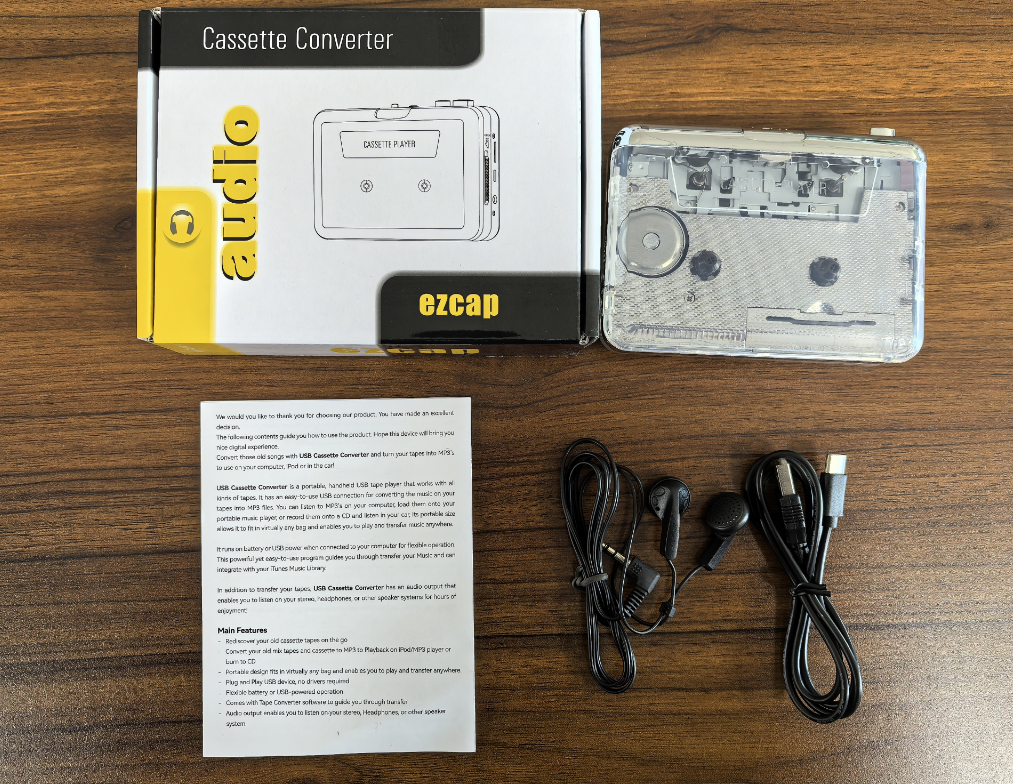 Cassette Converter
audio
CASSETTE PLAYER
ezcap
ezcap
We would you like to thank you for choosing our product. You have made an excellent
decision.
The following contents guide you how to use the product. Hope this device will bring you
nice digital experience.
Convert those old songs with USB Cassette Converter and turn your tapes into MP3's
to use on your computer, iPod or in the car!
USB Cassette Converter is a portable, handheld USB tape player that works with all
kinds of tapes. It has an easy-to-use USB connection for converting the music on your
tapes into MP3 files. You can listen to MP3's on your computer, load them onto your
portable music player, or record them onto a CD and listen in your car, its portable size
allows it to fit in virtually any bag and enables you to play and transfer music anywhere.
It runs on battery or USB power when connected to your computer for flexible operation.
This powerful yet easy-to-use program guides you through transfer your Music and can
integrate with your iTunes Music Library.
In addition to transfer your tapes, USB Cassette Converter has an audio output that
enables you to listen on your stereo, headphones, or other speaker systems for hours of
enjoyment!
Main Features
- Rediscover your old cassette tapes on the go
Convert your old mix tapes and cassette to MP3 to Playback on iPod/MP3 player or
burn to CD
- Portable design fits in virtually any bag and enables you to play and transfer anywhere.
- Plug and Play USB device, no drivers required
Flexible battery or USB-powered operation
- Comes with Tape Converter software to guide you through transfer
- Audio output enables you to listen on your stereo, Headphones, or other speaker
system
1